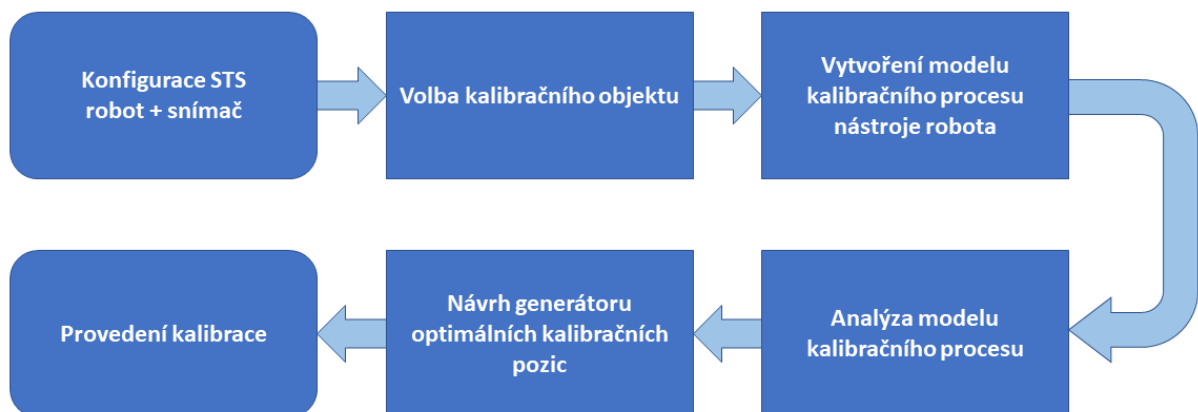 Konfigurace STS
robot + snímač
Volba kalibračního objektu
Vytvoření modelu
kalibračního procesu
nástroje robota
Analýza modelu
kalibračního procesu
Návrh generátoru
optimálních kalibračních
pozic
Provedení kalibrace